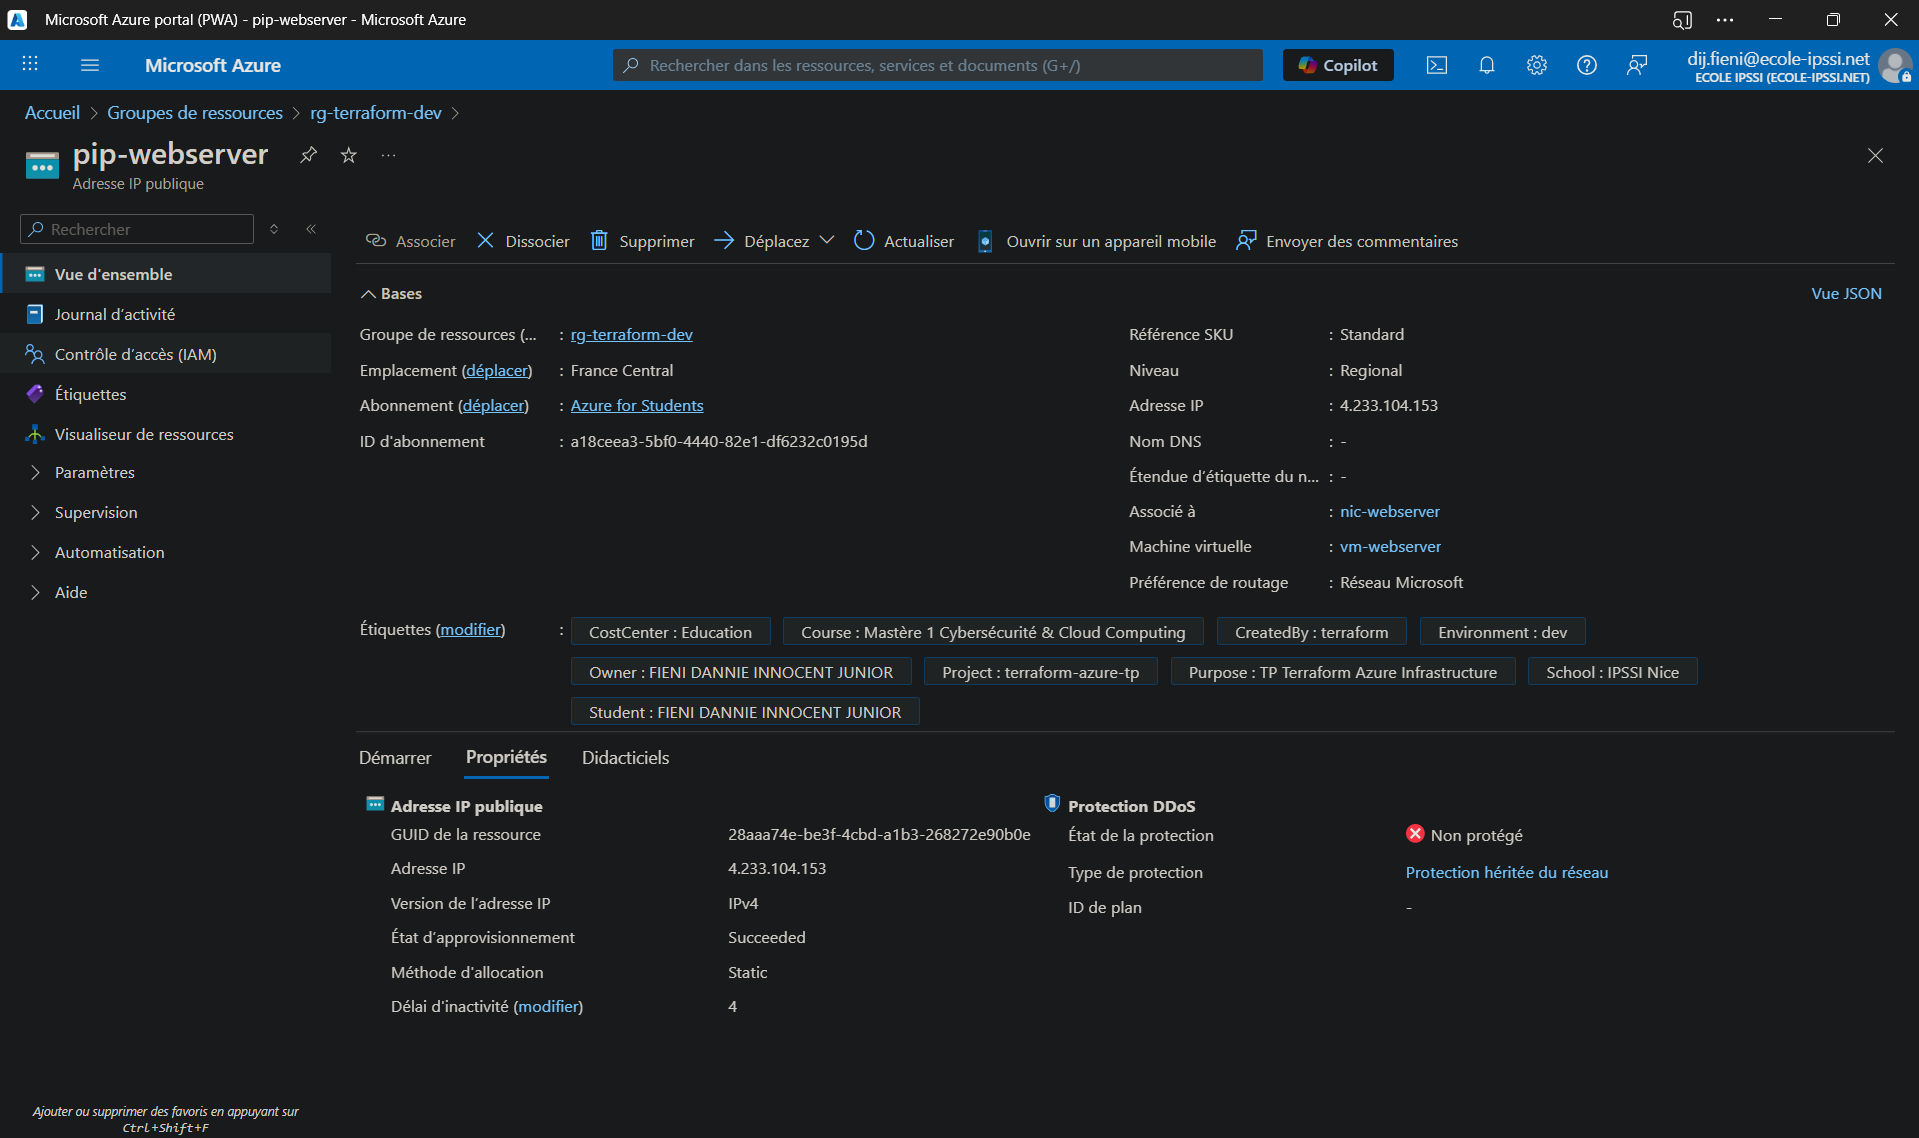 Microsoft Azure portal (PWA) - pip-webserver - Microsoft Azure
Microsoft Azure
Rechercher dans les ressources, services et documents (G+/)
Copilot
dij.fieni@ecole-ipssi.net
ECOLE IPSSI (ECOLE-IPSSI.NET)
Accueil > Groupes de ressources > rg-terraform-dev >
pip-webserver
Adresse IP publique
Rechercher
Vue d'ensemble
Journal d'activité
Contrôle d'accès (IAM)
Étiquettes
Visualiseur de ressources
Paramètres
Supervision
Automatisation
Aide
Ajouter ou supprimer des favoris en appuyant sur
Ctrl+Shift+F
Associer Dissocier Supprimer Déplacez Actualiser Ouvrir sur un appareil mobile Envoyer des commentaires
Bases
Vue JSON
Groupe de ressources (... : rg-terraform-dev
Emplacement (déplacer) : France Central
Abonnement (déplacer) : Azure for Students
ID d'abonnement : a18ceea3-5bf0-4440-82e1-df6232c0195d
Référence SKU : Standard
Niveau : Regional
Adresse IP : 4.233.104.153
Nom DNS : -
Étendue d'étiquette du n... : -
Associé à : nic-webserver
Machine virtuelle : vm-webserver
Préférence de routage : Réseau Microsoft
Étiquettes (modifier) : CostCenter : Education Course : Mastère 1 Cybersécurité & Cloud Computing CreatedBy : terraform Environment : dev
Owner : FIENI DANNIE INNOCENT JUNIOR Project : terraform-azure-tp Purpose : TP Terraform Azure Infrastructure School : IPSSI Nice
Student : FIENI DANNIE INNOCENT JUNIOR
Démarrer Propriétés Didacticiels
Adresse IP publique
GUID de la ressource 28aaa74e-be3f-4cbd-a1b3-268272e90b0e
Adresse IP 4.233.104.153
Version de l'adresse IP IPv4
État d'approvisionnement Succeeded
Méthode d'allocation Static
Délai d'inactivité (modifier) 4
Protection DDoS
État de la protection Non protégé
Type de protection Protection héritée du réseau
ID de plan -